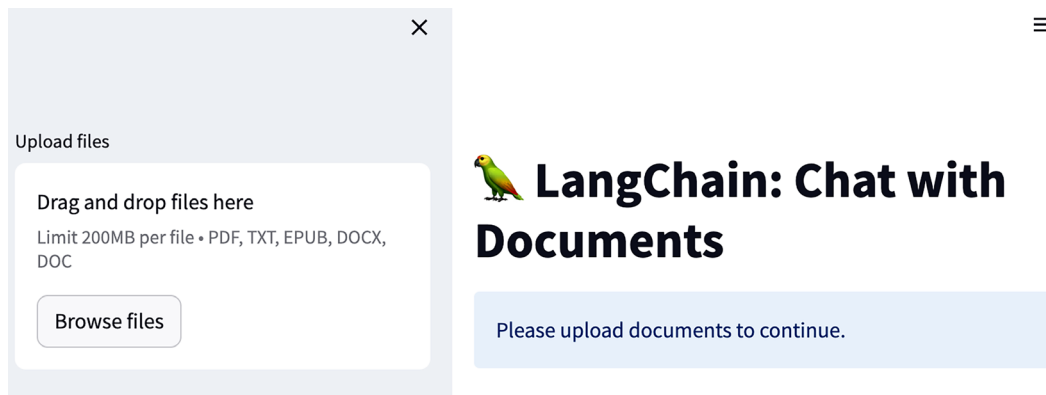 Upload files
Drag and drop files here
Limit 200MB per file • PDF, TXT, EPUB, DOCX,
DOC
Browse files
LangChain: Chat with
Documents
Please upload documents to continue.